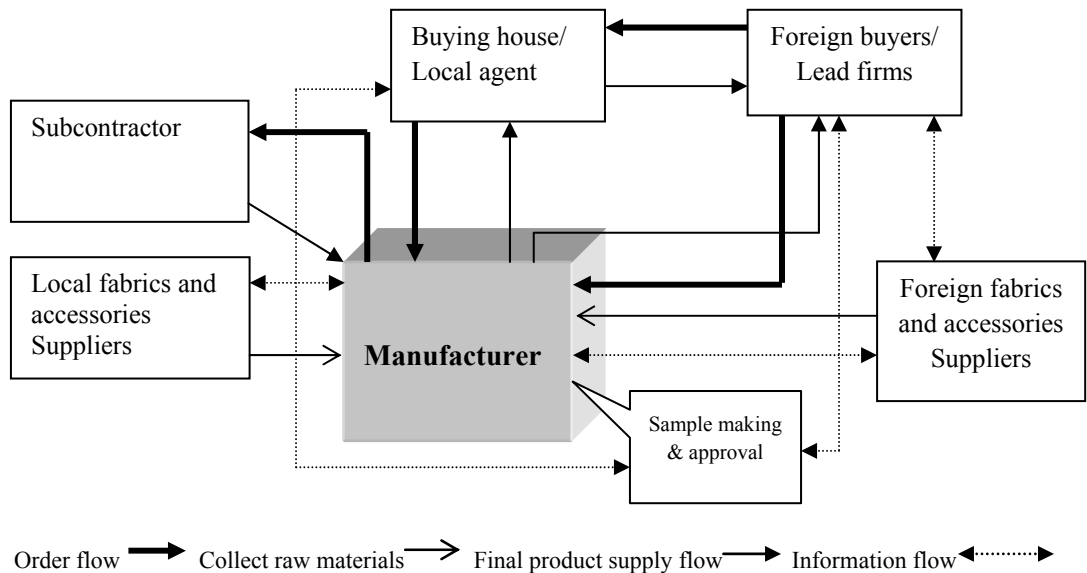 Buying house/
Local agent
Foreign buyers/
Lead firms
Subcontractor
Local fabrics and
accessories
Suppliers
Manufacturer
Foreign fabrics
and accessories
Suppliers
Sample making
& approval
Order flow Collect raw materials Final product supply flow Information flow